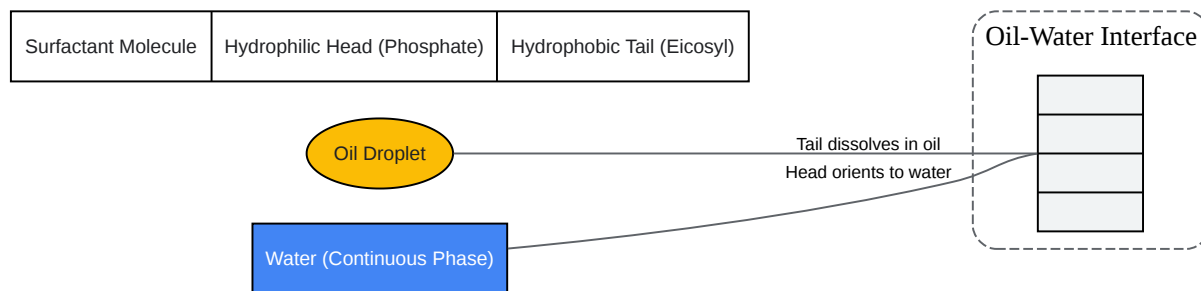 Surfactant Molecule
Hydrophilic Head (Phosphate)
Hydrophobic Tail (Eicosyl)
Oil-Water Interface
Oil Droplet
Tail dissolves in oil
Head orients to water
Water (Continuous Phase)